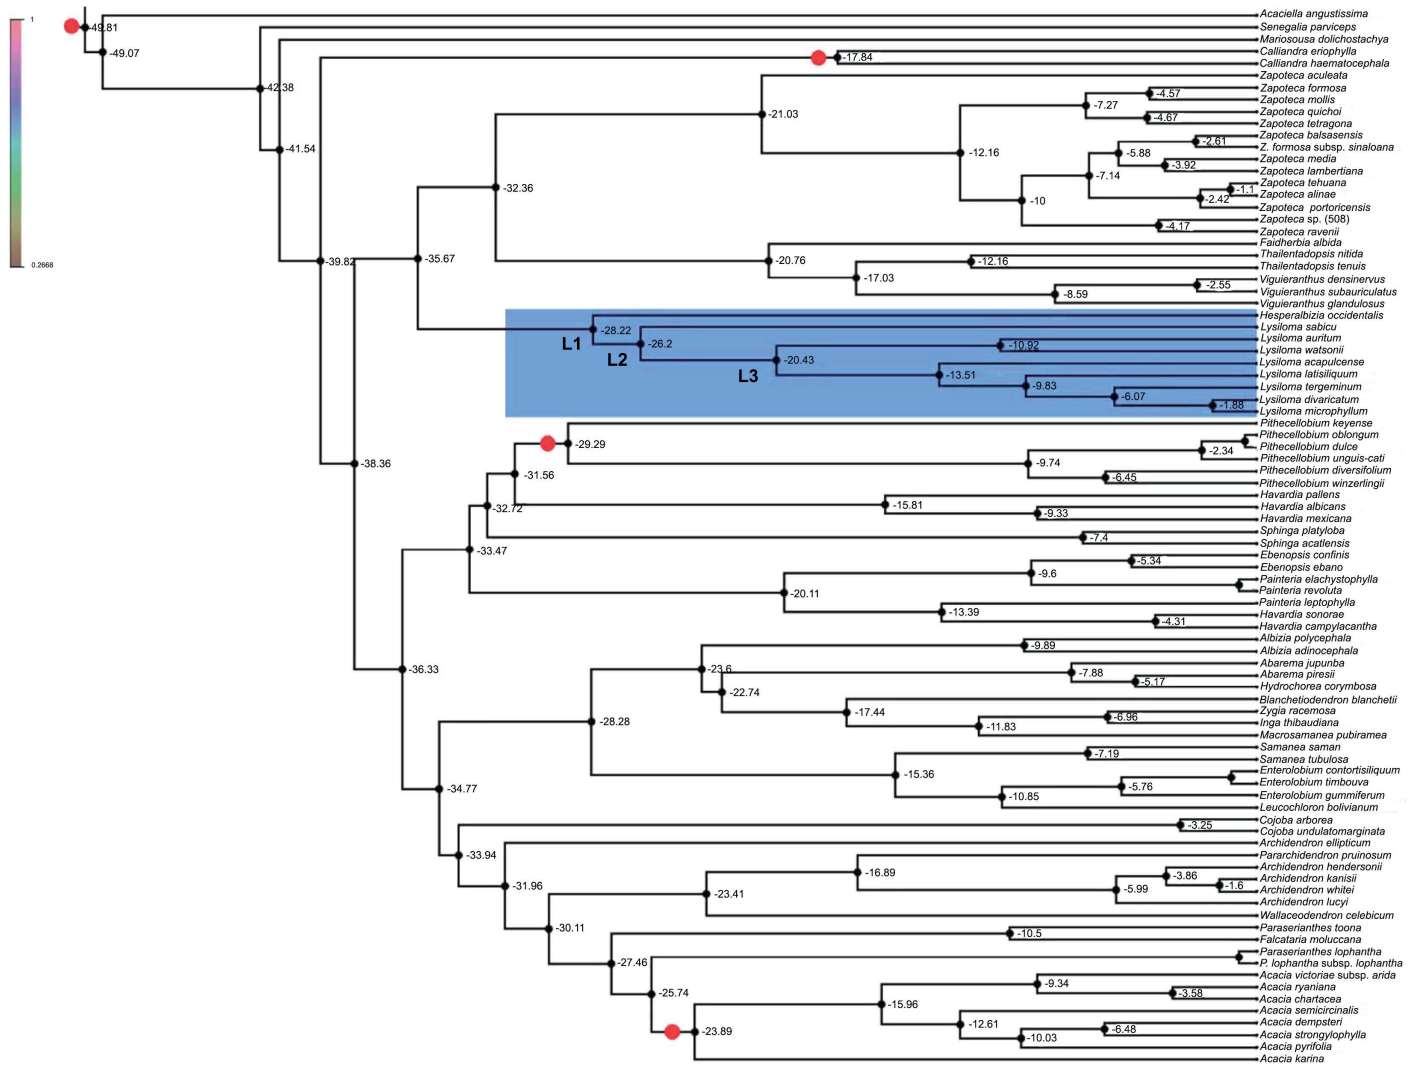 1
0.2668
-49.81
-49.07
-42.38
-41.54
-39.82
-38.36
-17.84
-35.67
-32.36
-21.03
-12.16
-7.27
-4.57
-4.67
-10
-7.14
-5.88
-2.61
-3.92
-2.42
-1.1
-4.17
-20.76
-17.03
-12.16
-8.59
-2.55
L1
-28.22
L2
-26.2
L3
-20.43
-10.92
-13.51
-9.83
-6.07
-1.88
-36.33
-33.47
-32.72
-31.56
-29.29
-9.74
-2.34
-6.45
-15.81
-9.33
-7.4
-20.11
-9.6
-5.34
-13.39
-4.31
-34.77
-28.28
-23.6
-9.89
-22.74
-7.88
-5.17
-17.44
-11.83
-6.96
-15.36
-7.19
-10.85
-5.76
-33.94
-3.25
-31.96
-30.11
-23.41
-16.89
-5.99
-3.86
-1.6
-27.46
-10.5
-25.74
-23.89
-15.96
-9.34
-3.58
-12.61
-10.03
-6.48
Acaciella angustissima
Senegalia parviceps
Mariosousa dolichostachya
Calliandra eriophylla
Calliandra haematocephala
Zapoteca aculeata
Zapoteca formosa
Zapoteca mollis
Zapoteca quichoi
Zapoteca tetragona
Zapoteca balsasensis
Z. formosa subsp. sinaloana
Zapoteca media
Zapoteca lambertiana
Zapoteca tehuana
Zapoteca alinae
Zapoteca portoricensis
Zapoteca sp. (508)
Zapoteca ravenii
Faidherbia albida
Thailentadopsis nitida
Thailentadopsis tenuis
Viguieranthus densinervus
Viguieranthus subauriculatus
Viguieranthus glandulosus
Hesperalbizia occidentalis
Lysiloma sabicu
Lysiloma auritum
Lysiloma watsonii
Lysiloma acapulcense
Lysiloma latisiliquum
Lysiloma tergeminum
Lysiloma divaricatum
Lysiloma microphyllum
Pithecellobium keyense
Pithecellobium oblongum
Pithecellobium dulce
Pithecellobium unguis-cati
Pithecellobium diversifolium
Pithecellobium winzerlingii
Havardia pallens
Havardia albicans
Havardia mexicana
Sphinga platyloba
Sphinga acatlensis
Ebenopsis confinis
Ebenopsis ebano
Painteria elachystophylla
Painteria revoluta
Painteria leptophylla
Havardia sonorae
Havardia campylacantha
Albizia polycephala
Albizia adinocephala
Abarema jupunba
Abarema piresii
Hydrochorea corymbosa
Blanchetiodendron blanchetii
Zygia racemosa
Inga thibaudiana
Macrosamanea pubiramea
Samanea saman
Samanea tubulosa
Enterolobium contortisiliquum
Enterolobium timbouva
Enterolobium gummiferum
Leucochloron bolivianum
Cojoba arborea
Cojoba undulatomarginata
Archidendron ellipticum
Pararchidendron pruinosum
Archidendron hendersonii
Archidendron kanisii
Archidendron whitei
Archidendron lucyi
Wallaceodendron celebicum
Paraserianthes toona
Falcataria moluccana
Paraserianthes lophantha
P. lophantha subsp. lophantha
Acacia victoriae subsp. arida
Acacia ryaniana
Acacia chartacea
Acacia semicircinalis
Acacia dempsteri
Acacia strongylophylla
Acacia pyrifolia
Acacia karina